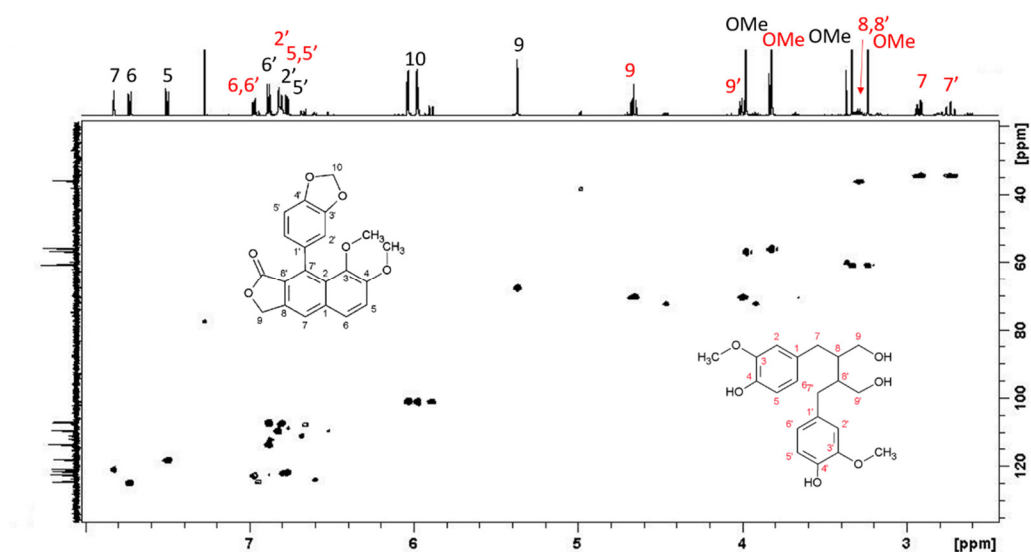 OMe OMe 8,8’
9 OMe OMe
2’
5,5’
7 6 5 6,6’ 6’ 2’ 5’ 10 9 9 9’ 7 7’
[ppm]
40
60
80
100
120
7 6 5 4 3 [ppm]
10
O
O
4'
3'
5'
2'
1'
O
CH3
CH3
O
7'
8'
2
3
4
O
O
9
8
7
1
6
5
7
9
H3C
O
2
1
8
OH
3
4
HO
5
6
8'
7'
9'
OH
1'
6'
2'
5'
3'
4'
O
CH3
HO